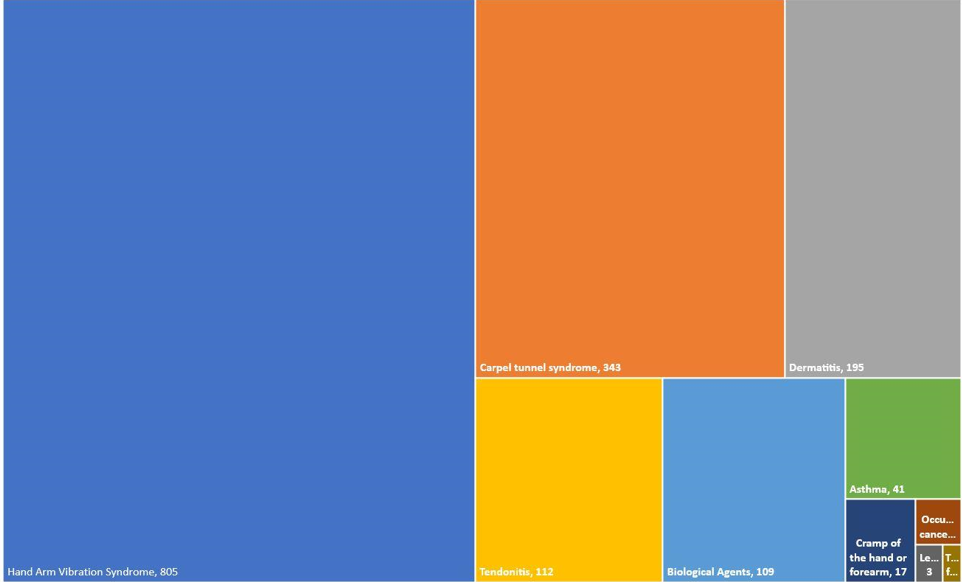 Hand Arm Vibration Syndrome, 805
Carpel tunnel syndrome, 343
Dermatitis, 195
Tendonitis, 112
Biological Agents, 109
Asthma, 41
Cramp of
the hand or
forearm, 17
Occu...
cance...
Le...
3
T...
f...